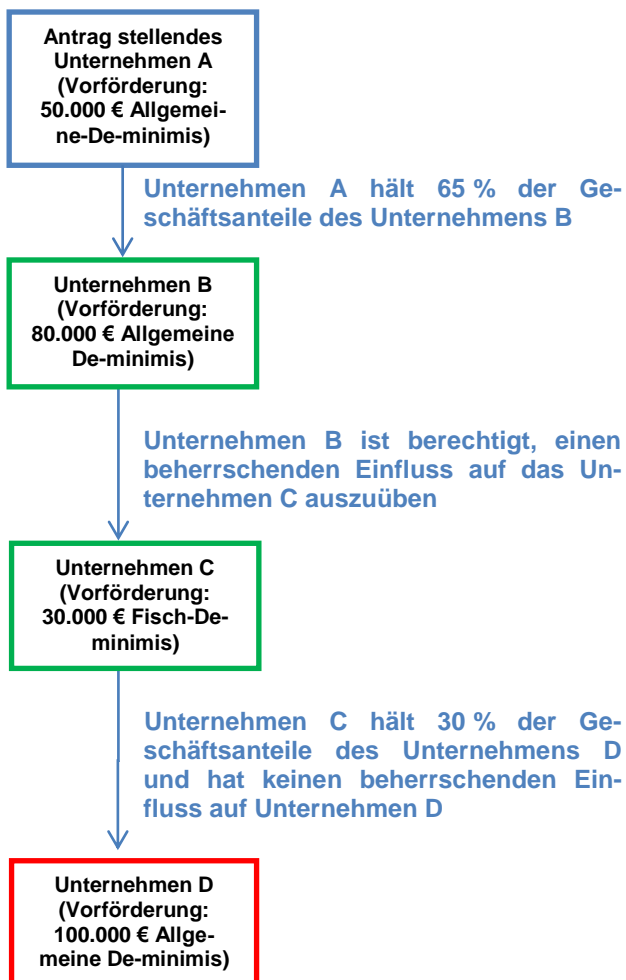 Antrag stellendes
Unternehmen A
(Vorförderung:
50.000 € Allgemei-
ne-De-minimis)
Unternehmen A hält 65 % der Ge-
schäftsanteile des Unternehmens B
Unternehmen B
(Vorförderung:
80.000 € Allgemeine
De-minimis)
Unternehmen B ist berechtigt, einen
beherrschenden Einfluss auf das Un-
ternehmen C auszuüben
Unternehmen C
(Vorförderung:
30.000 € Fisch-De-
minimis)
Unternehmen C hält 30 % der Ge-
schäftsanteile des Unternehmens D
und hat keinen beherrschenden Ein-
fluss auf Unternehmen D
Unternehmen D
(Vorförderung:
100.000 € Allge-
meine De-minimis)